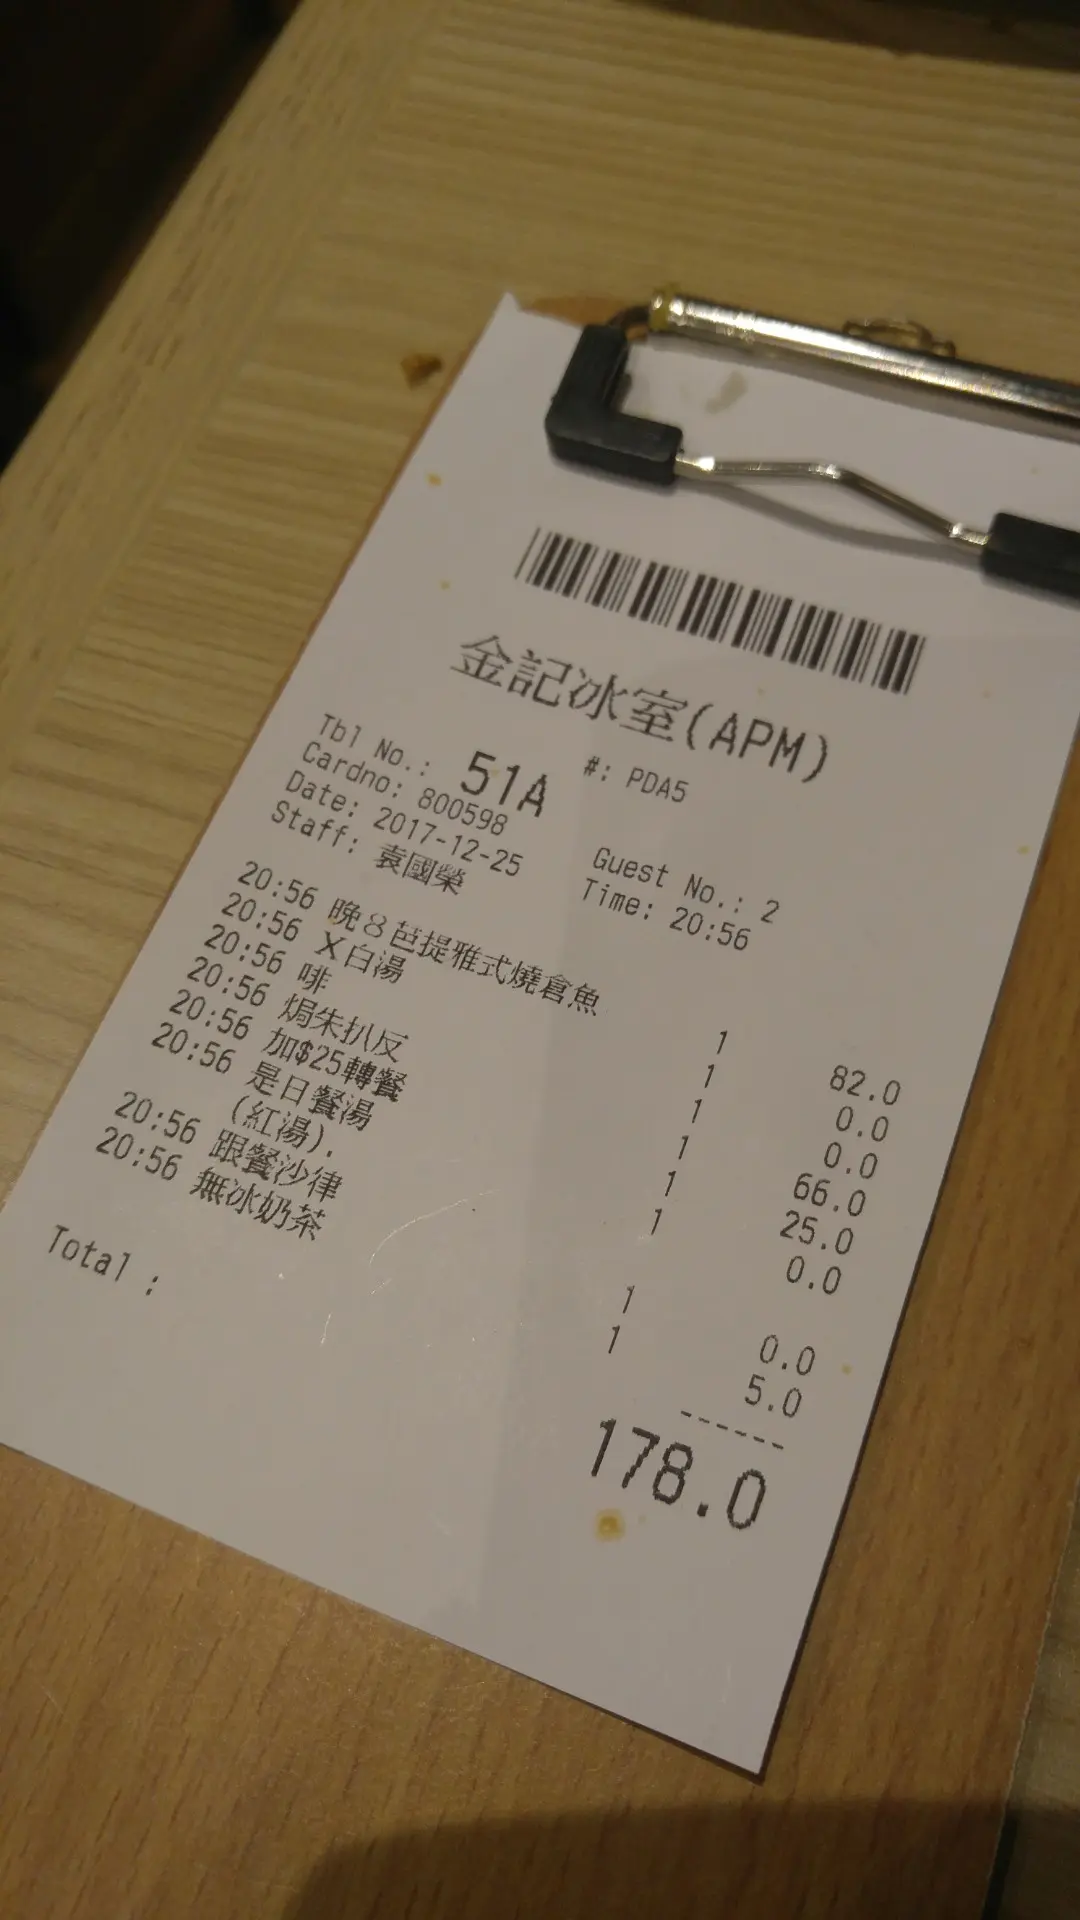 金記冰室(APM)
Tbl No.: 51A #: PDA5
Cardno: 800598
Date: 2017-12-25 Guest No.: 2
Staff: 袁國榮 Time: 20:56
20:56 晚8芭提雅式燒倉魚 1 82.0
20:56 X白湯 1 0.0
20:56 啡 1 0.0
20:56 焗朱扒反 1 66.0
20:56 加$25轉餐 1 25.0
20:56 是日餐湯 1 0.0
(紅湯).
20:56 跟餐沙律 1 0.0
20:56 無冰奶茶 1 5.0
------
Total : 178.0